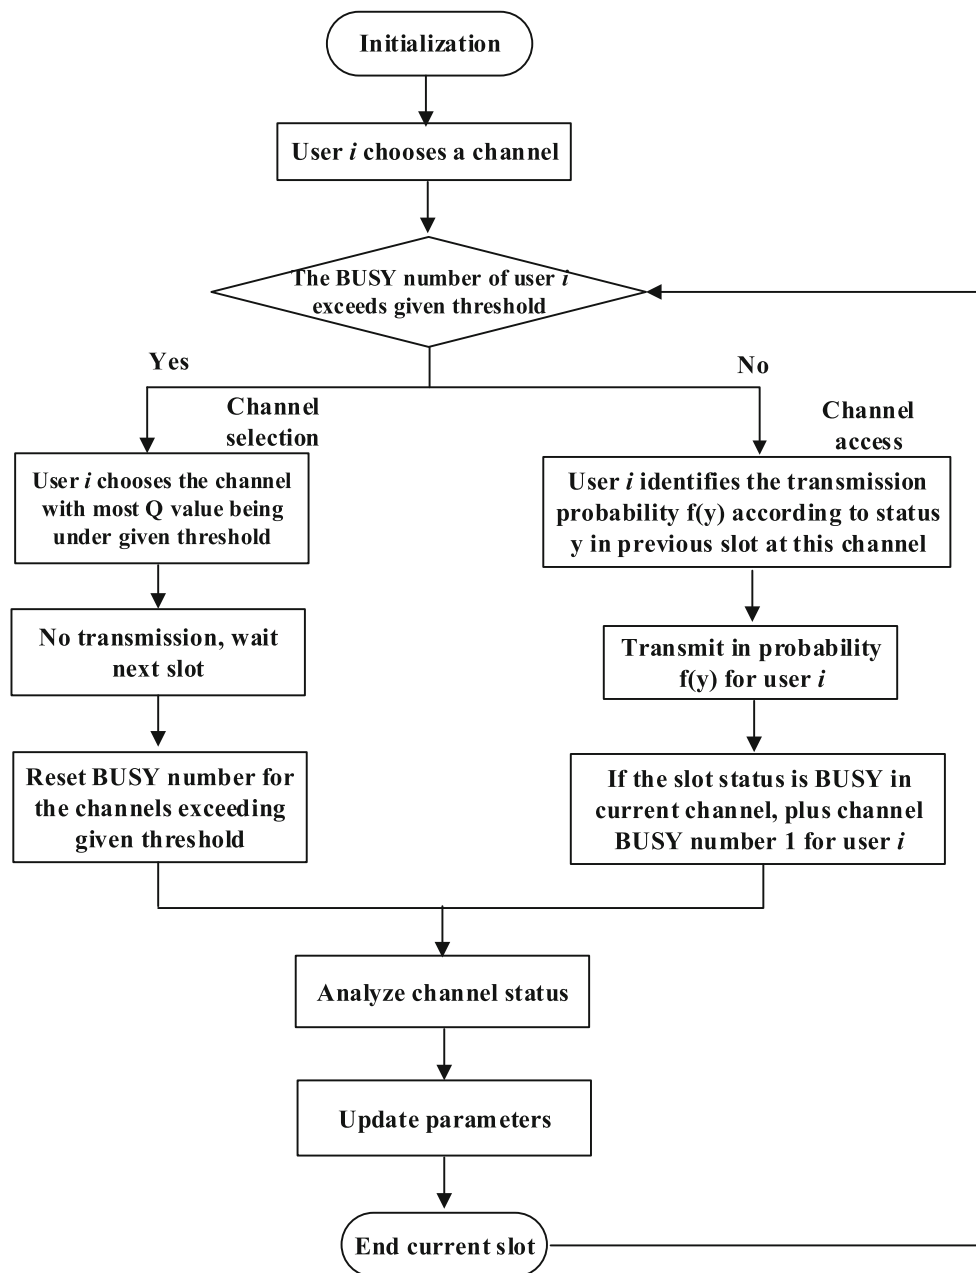 Initialization
User i chooses a channel
The BUSY number of user i
exceeds given threshold
Yes
No
Channel
selection
Channel
access
User i chooses the channel
with most Q value being
under given threshold
User i identifies the transmission
probability f(y) according to status
y in previous slot at this channel
No transmission, wait
next slot
Transmit in probability
f(y) for user i
Reset BUSY number for
the channels exceeding
given threshold
If the slot status is BUSY in
current channel, plus channel
BUSY number 1 for user i
Analyze channel status
Update parameters
End current slot